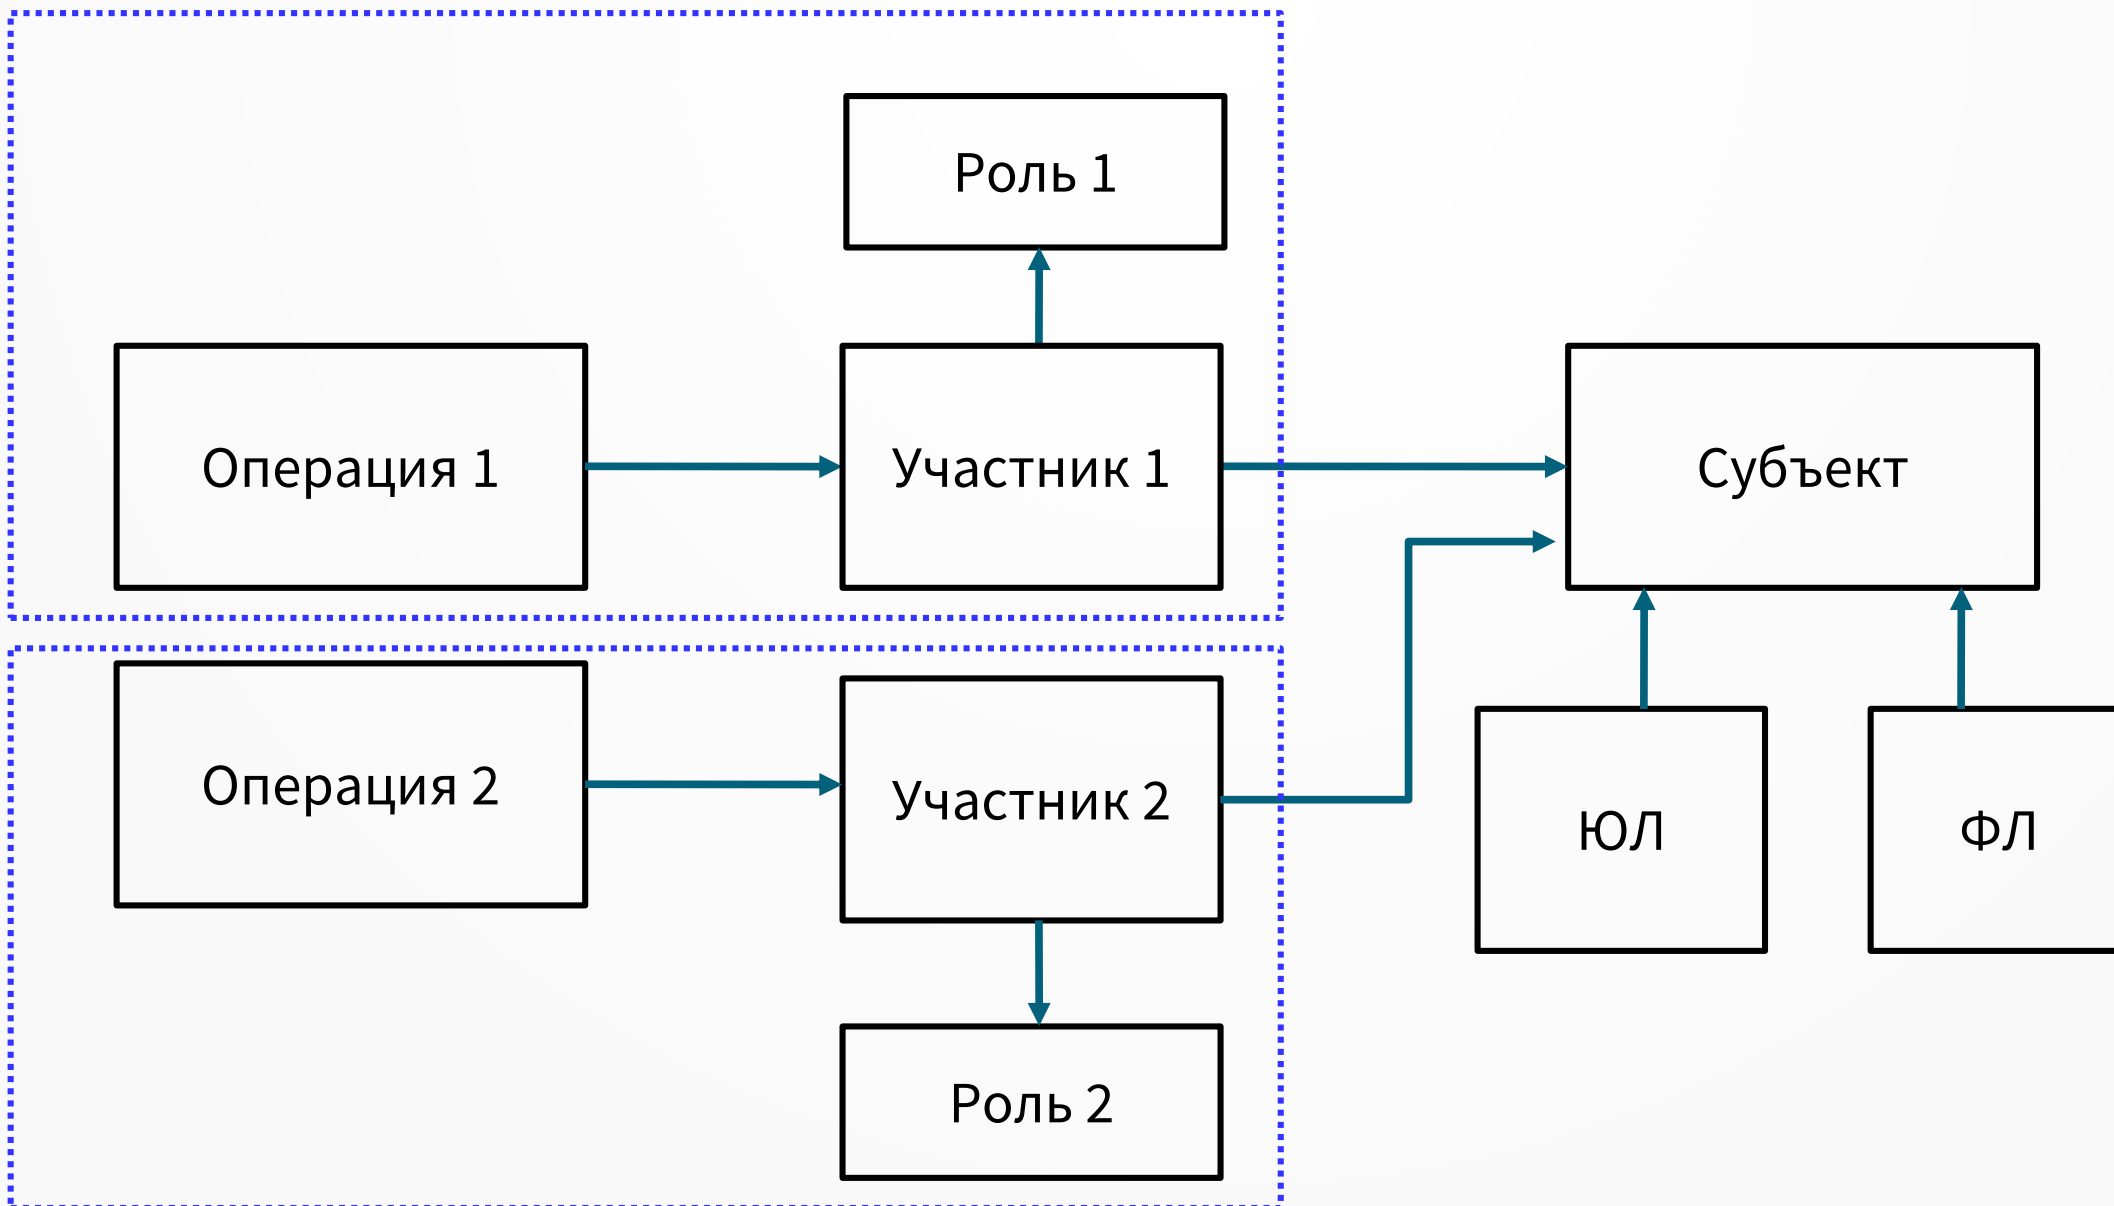 Роль 1
Операция 1
Участник 1
Субъект
Операция 2
Участник 2
ЮЛ
ФЛ
Роль 2